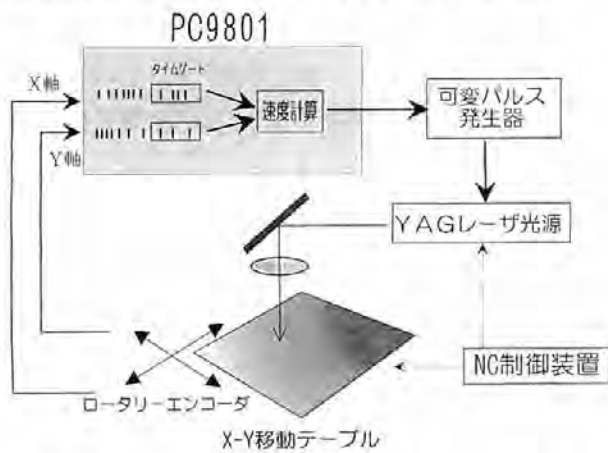 PC9801
X軸
タイムゲート
速度計算
可変パルス
発生器
Y軸
YAGレーザ光源
NC制御装置
ロータリーエンコーダ
X-Y移動テーブル